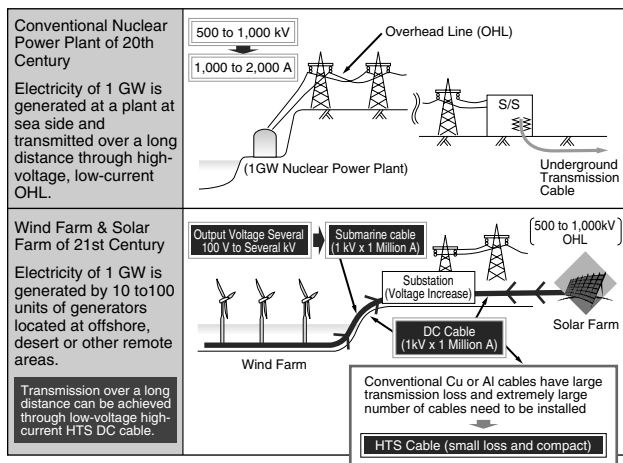 Conventional Nuclear
Power Plant of 20th
Century
Electricity of 1 GW is
generated at a plant at
sea side and
transmitted over a long
distance through high-
voltage, low-current
OHL.
500 to 1,000 kV
1,000 to 2,000 A
Overhead Line (OHL)
S/S
(1GW Nuclear Power Plant)
Underground
Transmission
Cable
Wind Farm & Solar
Farm of 21st Century
Electricity of 1 GW is
generated by 10 to100
units of generators
located at offshore,
desert or other remote
areas.
Transmission over a long
distance can be achieved
through low-voltage high-
current HTS DC cable.
Output Voltage Several
100 V to Several kV
Submarine cable
(1 kV x 1 Million A)
500 to 1,000kV
OHL
Substation
(Voltage Increase)
Solar Farm
DC Cable
(1kV x 1 Million A)
Wind Farm
Conventional Cu or Al cables have large
transmission loss and extremely large
number of cables need to be installed
HTS Cable (small loss and compact)